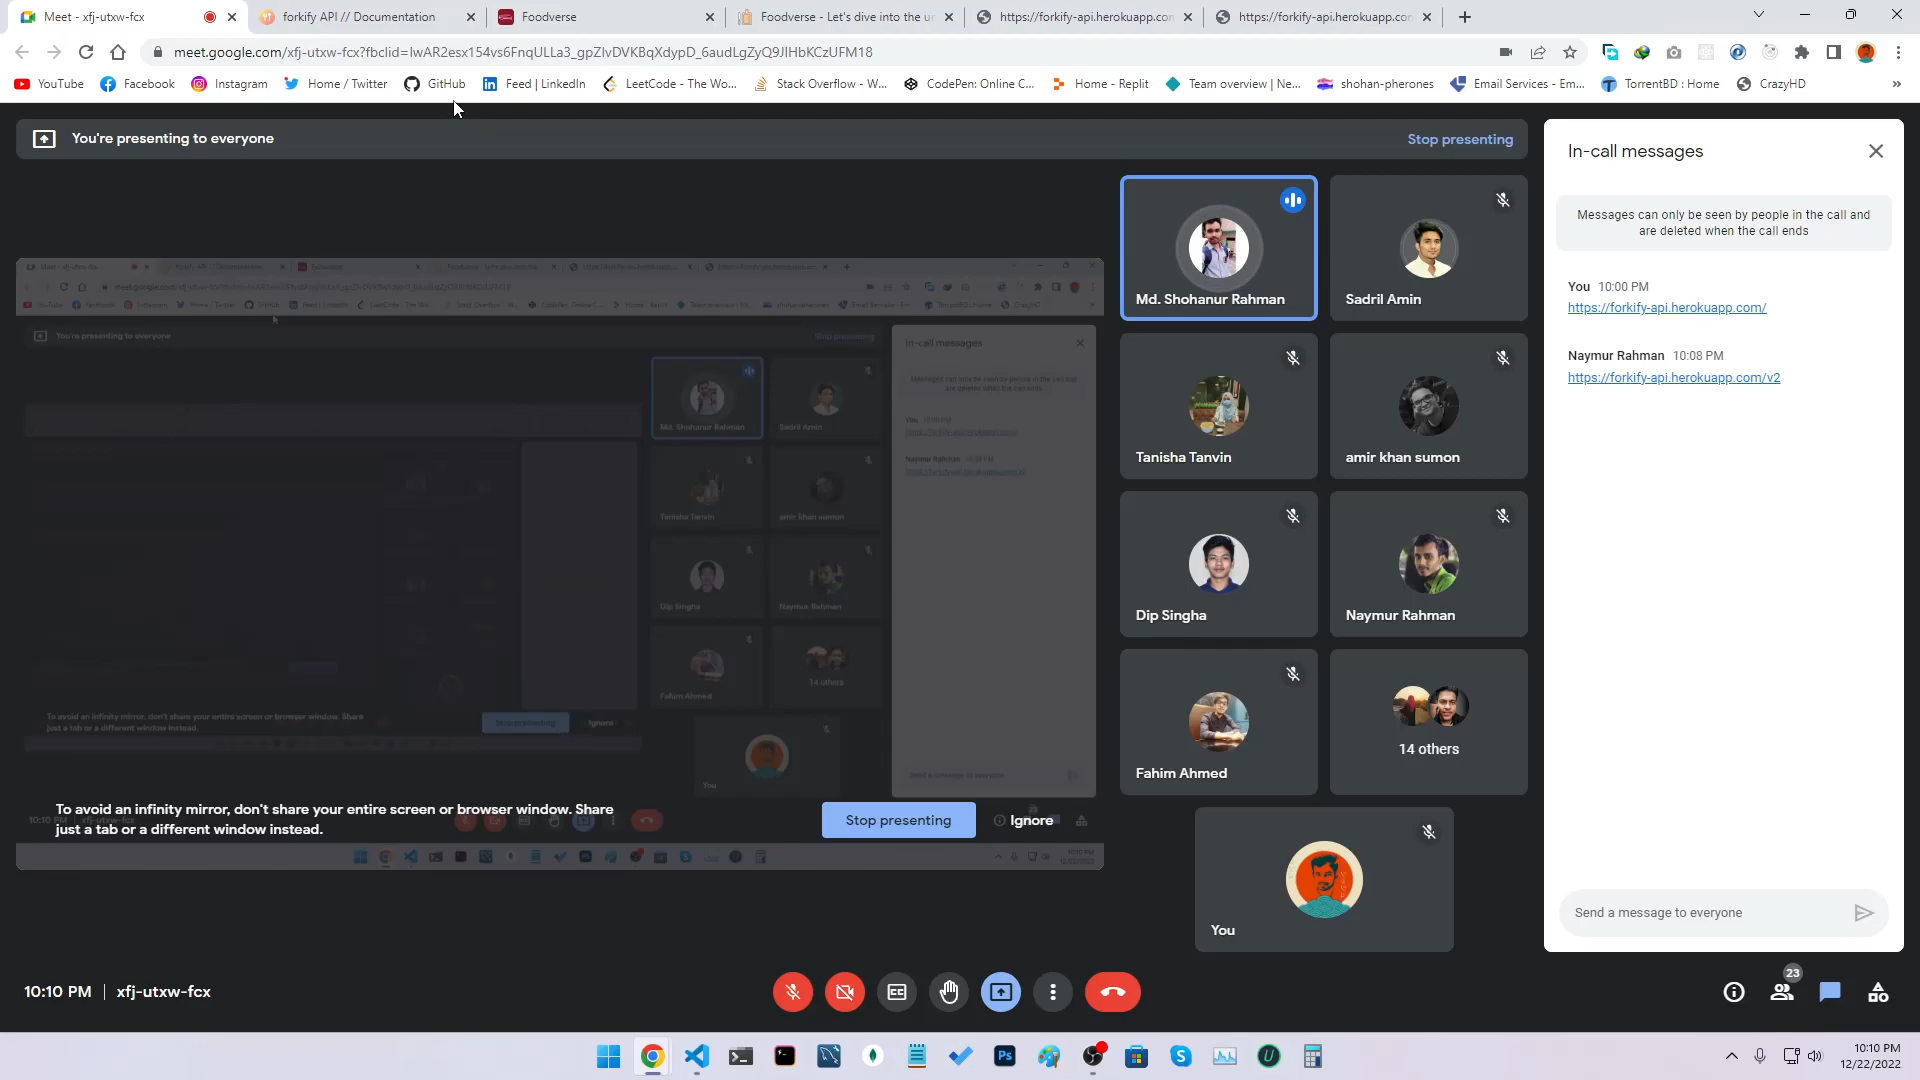 Meet - xfj-utxw-fcx
forkify API // Documentation
Foodverse
Foodverse - Let's dive into the
https://forkify-api.herokuapp.con
https://forkify-api.herokuapp.com
meet.google.com/xfj-utxw-fcx?fbclid=IwAR2esx154vs6FnqULLa3_gpZIvDVKBqXdypD_6audLgZyQ9JIHbKCzUFM18
YouTube
Facebook
Instagram
Home / Twitter
GitHub
Feed | LinkedIn
LeetCode - The Wo...
Stack Overflow - W...
CodePen: Online C...
Home - Replit
Team overview | Ne...
shohan-pherones
Email Services - Em...
TorrentBD : Home
CrazyHD
You're presenting to everyone
Stop presenting
Md. Shohanur Rahman
Sadril Amin
Tanisha Tanvin
amir khan sumon
Dip Singha
Naymur Rahman
Fahim Ahmed
14 others
You
To avoid an infinity mirror, don't share your entire screen or browser window. Share
just a tab or a different window instead.
Stop presenting
Ignore
In-call messages
Messages can only be seen by people in the call and
are deleted when the call ends
You 10:00 PM
https://forkify-api.herokuapp.com/
Naymur Rahman 10:08 PM
https://forkify-api.herokuapp.com/v2
Send a message to everyone
10:10 PM | xfj-utxw-fcx
23
Ps
10:10 PM
12/22/2022